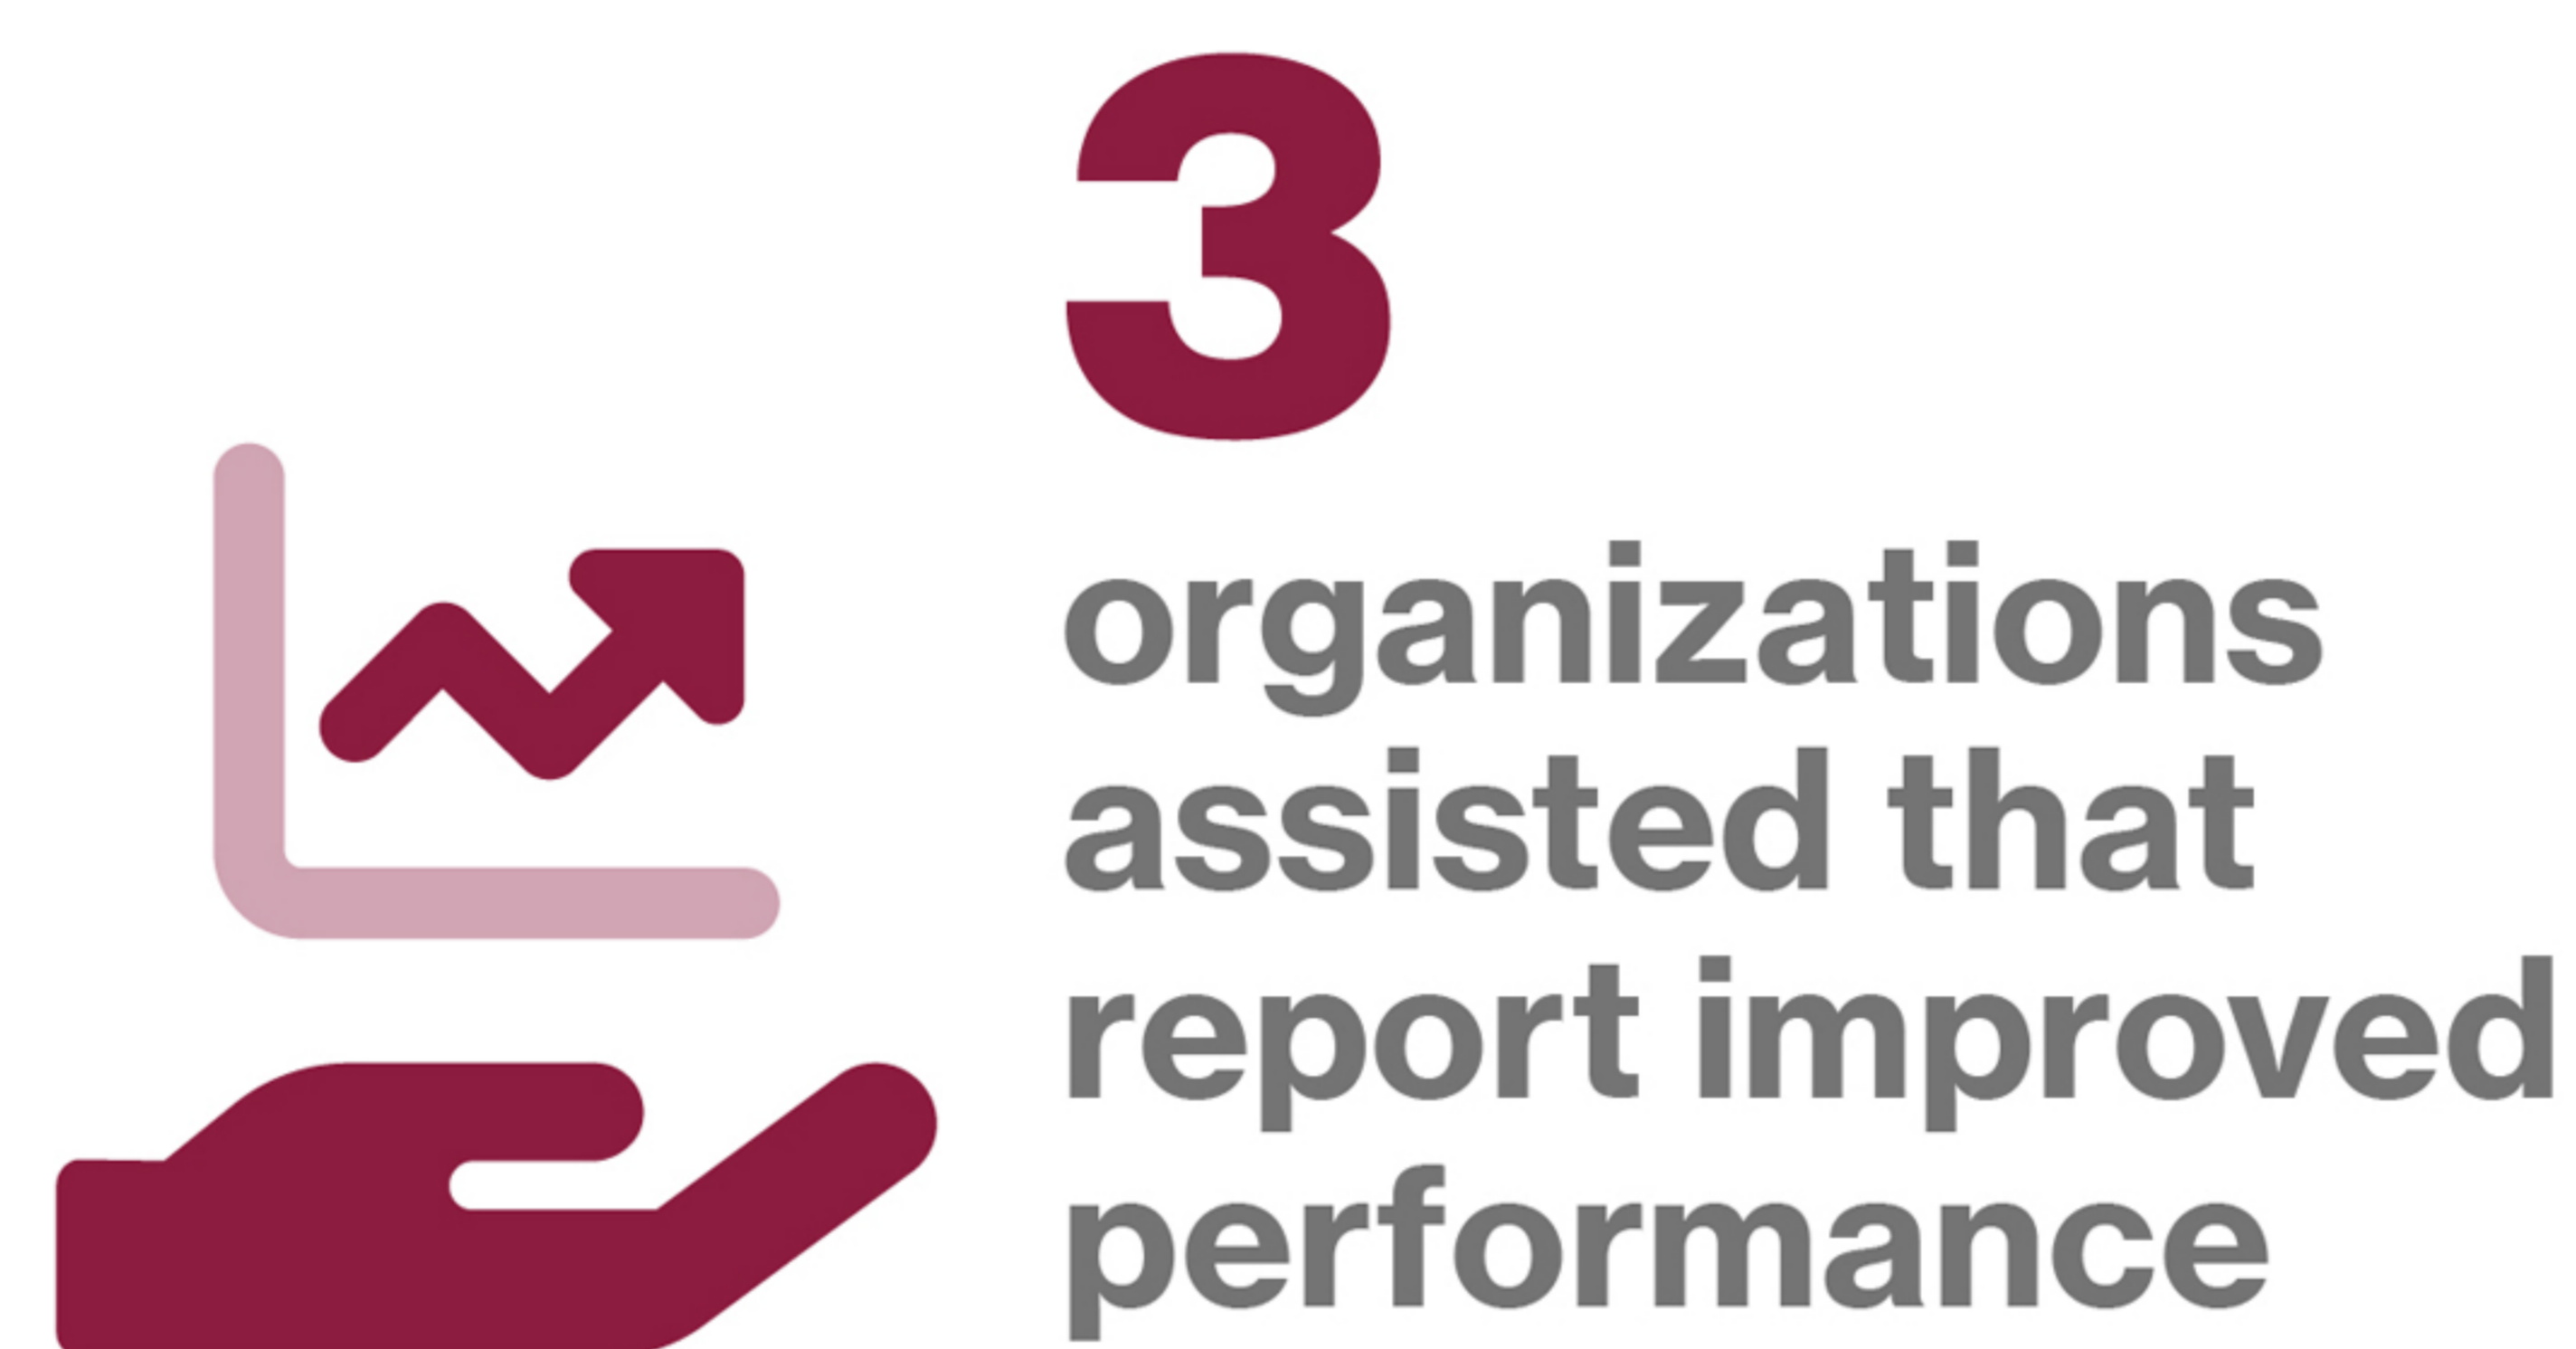 3
organizations
assisted that
report improved
performance